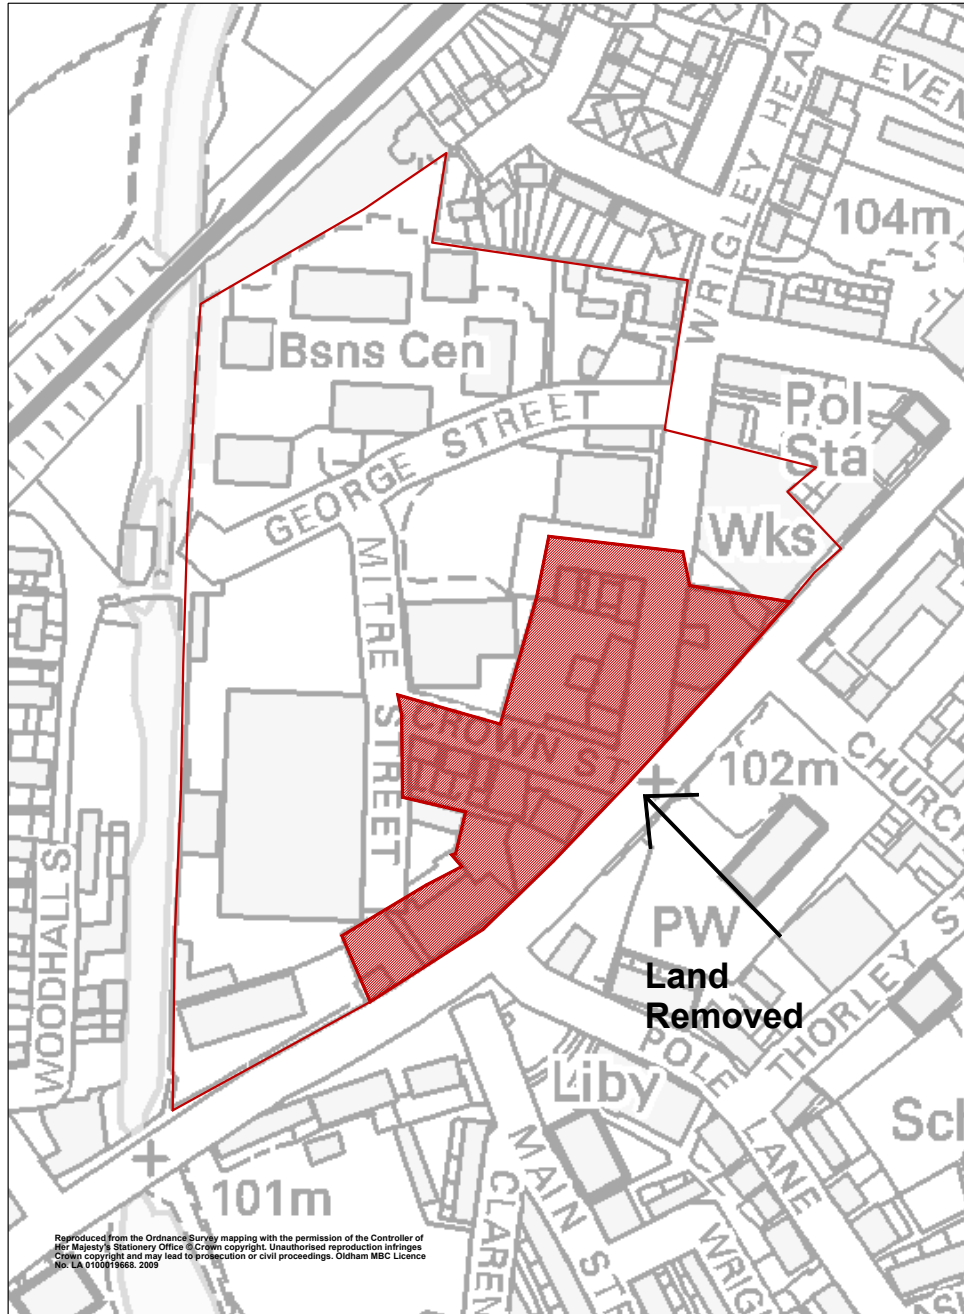 WRIGLEY HEAD
EVEN
104m
Bsns Cen
Pol
Sta
GEORGE STREET
Wks
MITRE STREET
CROWN ST
102m
CHURCH
WOODHALL S
PW
Land
Removed
THORLEY ST
POLE LANE
Liby
Sch
MAIN ST
101m
CLAREM
WRIG
Reproduced from the Ordnance Survey mapping with the permission of the Controller of
Her Majesty's Stationery Office © Crown copyright. Unauthorised reproduction infringes
Crown copyright and may lead to prosecution or civil proceedings. Oldham MBC Licence
No. LA 0100019668. 2009